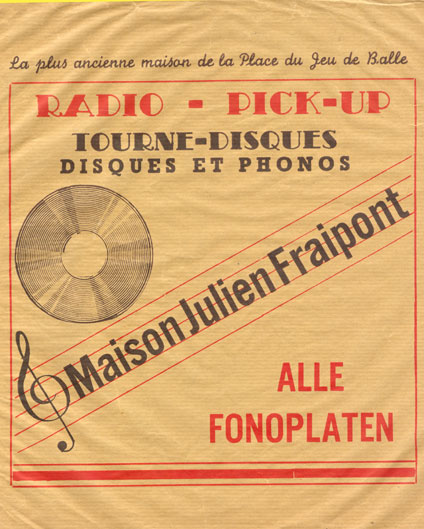 La plus ancienne maison de la Place du Jeu de Balle
RADIO - PICK-UP
TOURNE-DISQUES
DISQUES ET PHONOS
Maison Julien Fraipont
ALLE
FONOPLATEN